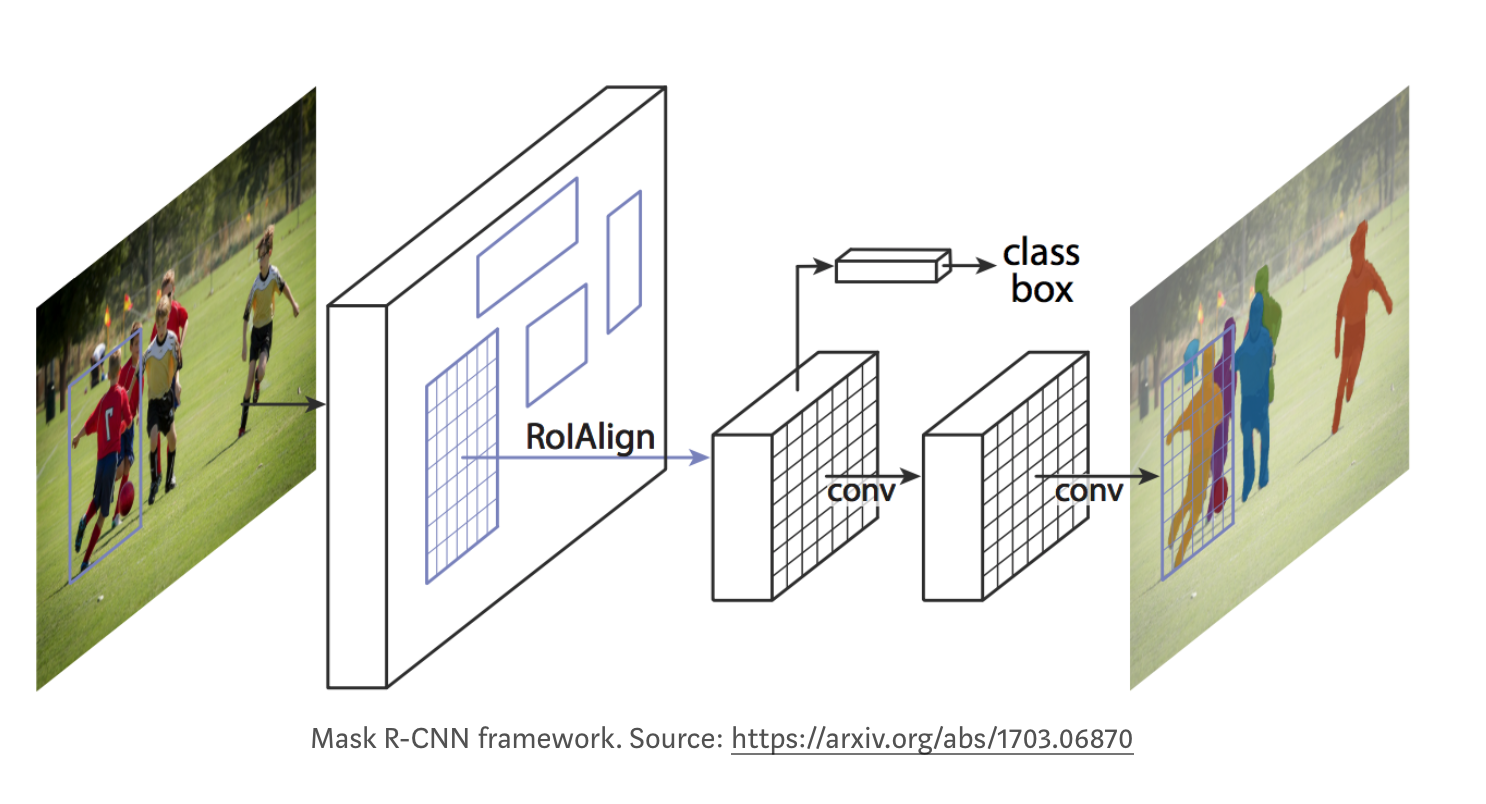 class
box
RoIAlign
conv
conv
Mask R-CNN framework. Source: https://arxiv.org/abs/1703.06870